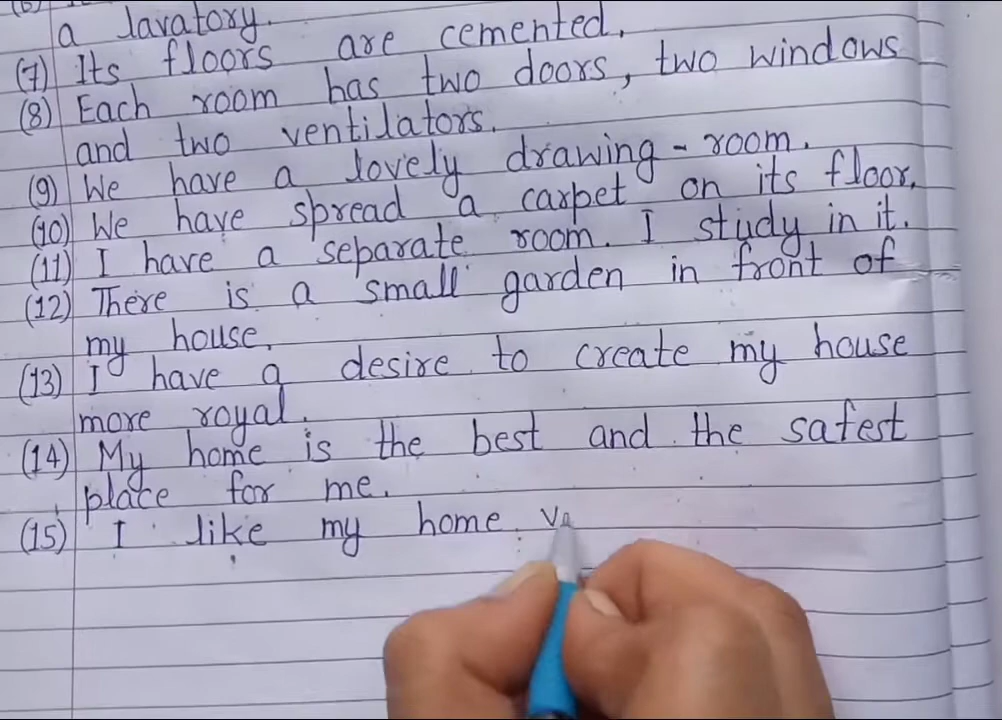 a lavatory.
(7) Its floors are cemented.
(8) Each room has two doors, two windows
and two ventilators.
(9) We have a lovely drawing-room.
(10) We have spread a carpet on its floor.
(11) I have a separate room. I study in it.
(12) There is a small garden in front of
my house.
(13) I have a desire to create my house
more royal.
(14) My home is the best and the safest
place for me.
(15) I like my home